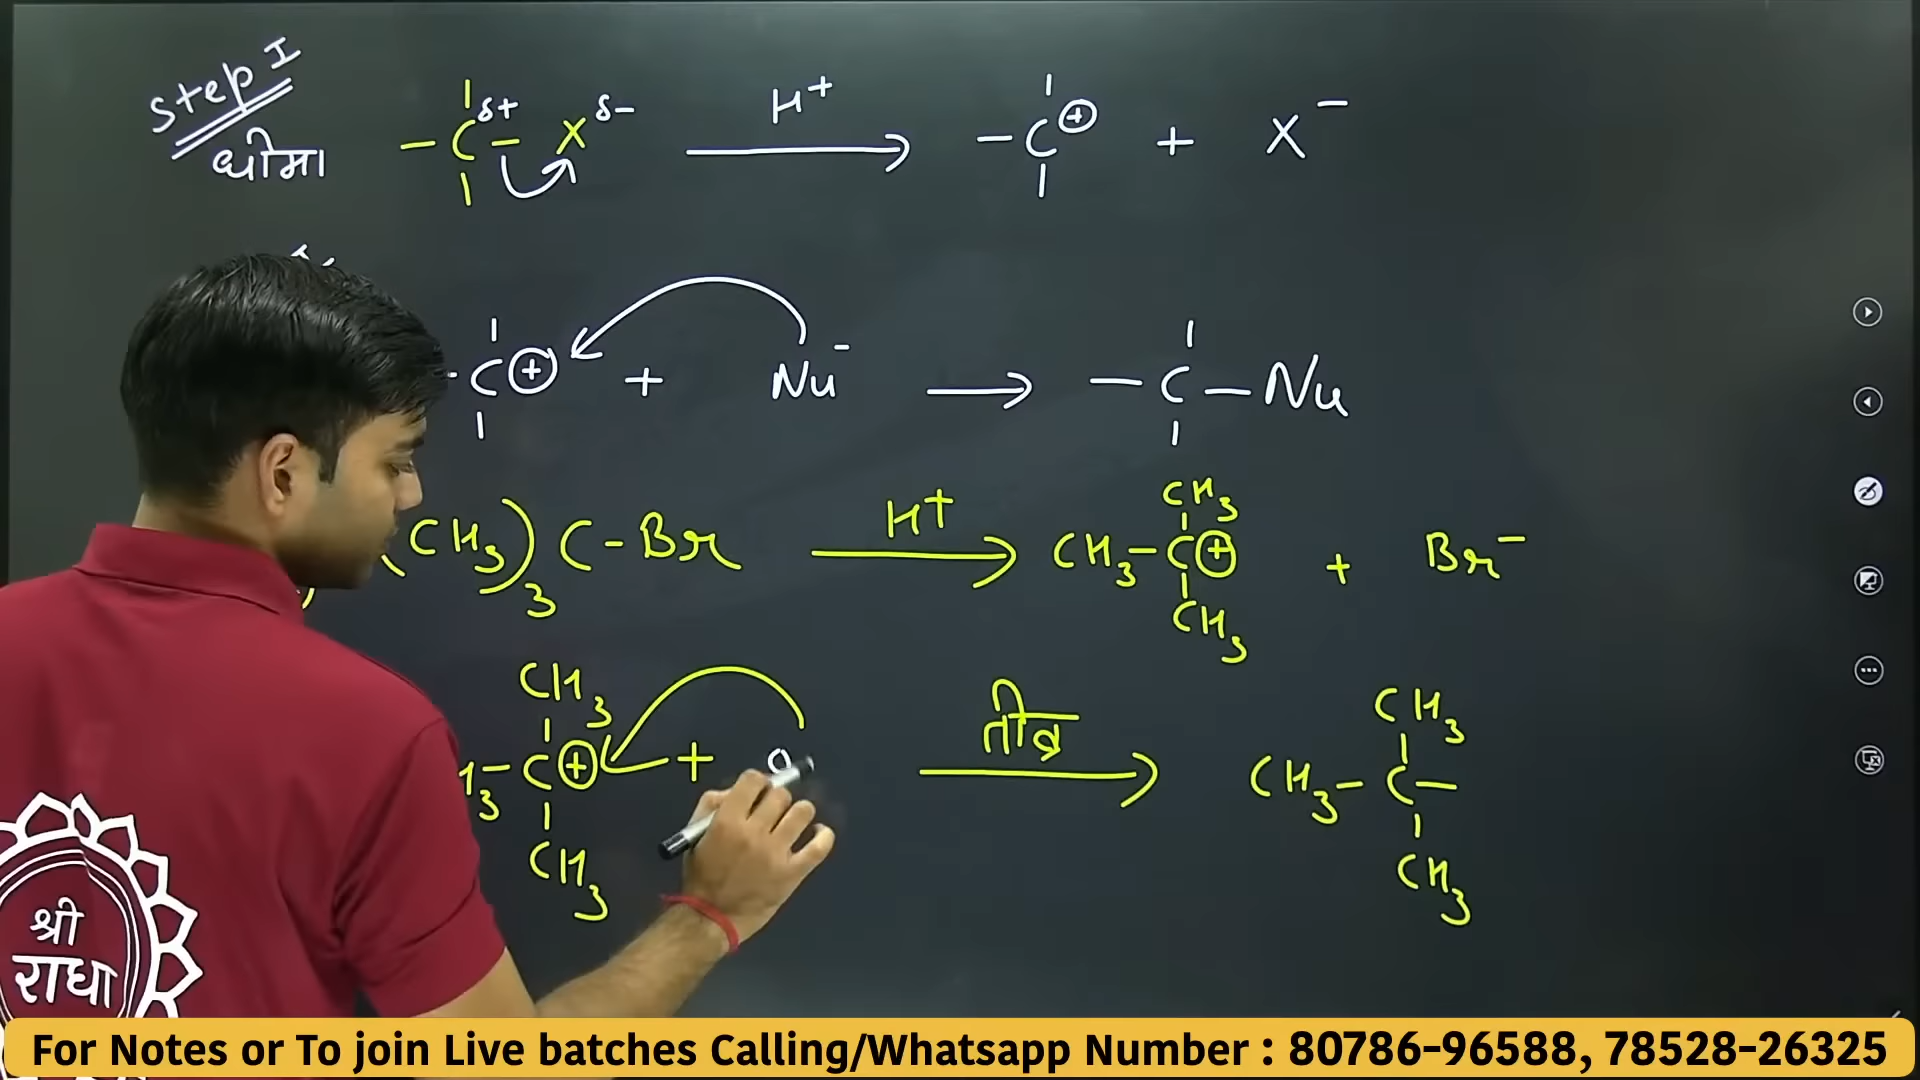 Step I
धीमा
–C^δ+ – X^δ– H⁺ –C⊕ + X⁻
–C⊕ + Nu⁻ → –C–Nu
(CH₃)₃C–Br H⁺ CH₃–C⊕ + Br⁻
CH₃
CH₃
CH₃
H₃–C⊕ + तीव्र CH₃–C–
CH₃
CH₃
CH₃
श्री
राधा
For Notes or To join Live batches Calling/Whatsapp Number : 80786-96588, 78528-26325